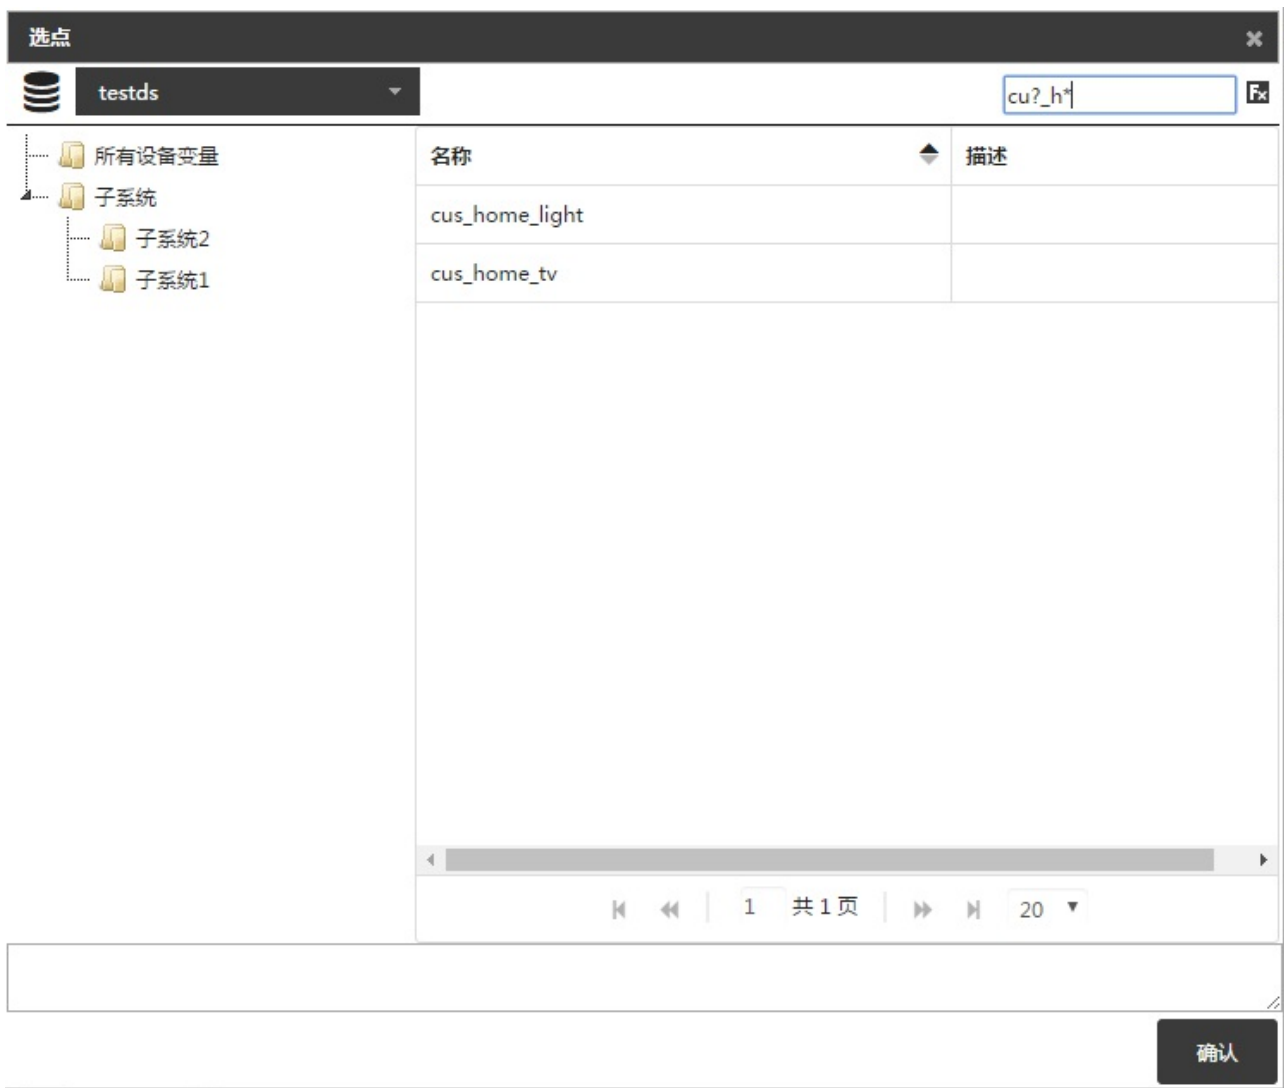 选点
testds
cu?_h*
Fx
所有设备变量
子系统
子系统2
子系统1
名称 描述
cus_home_light
cus_home_tv
1 共 1 页 20
确认